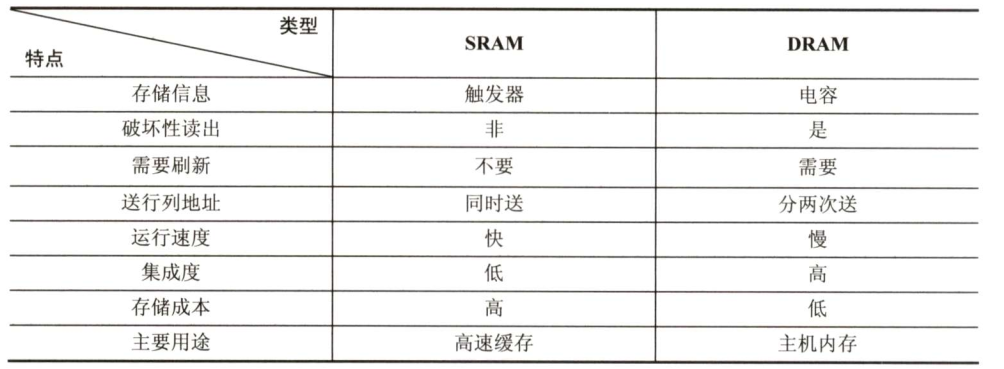 类型
特点 SRAM DRAM
存储信息 触发器 电容
破坏性读出 非 是
需要刷新 不要 需要
送行列地址 同时送 分两次送
运行速度 快 慢
集成度 低 高
存储成本 高 低
主要用途 高速缓存 主机内存